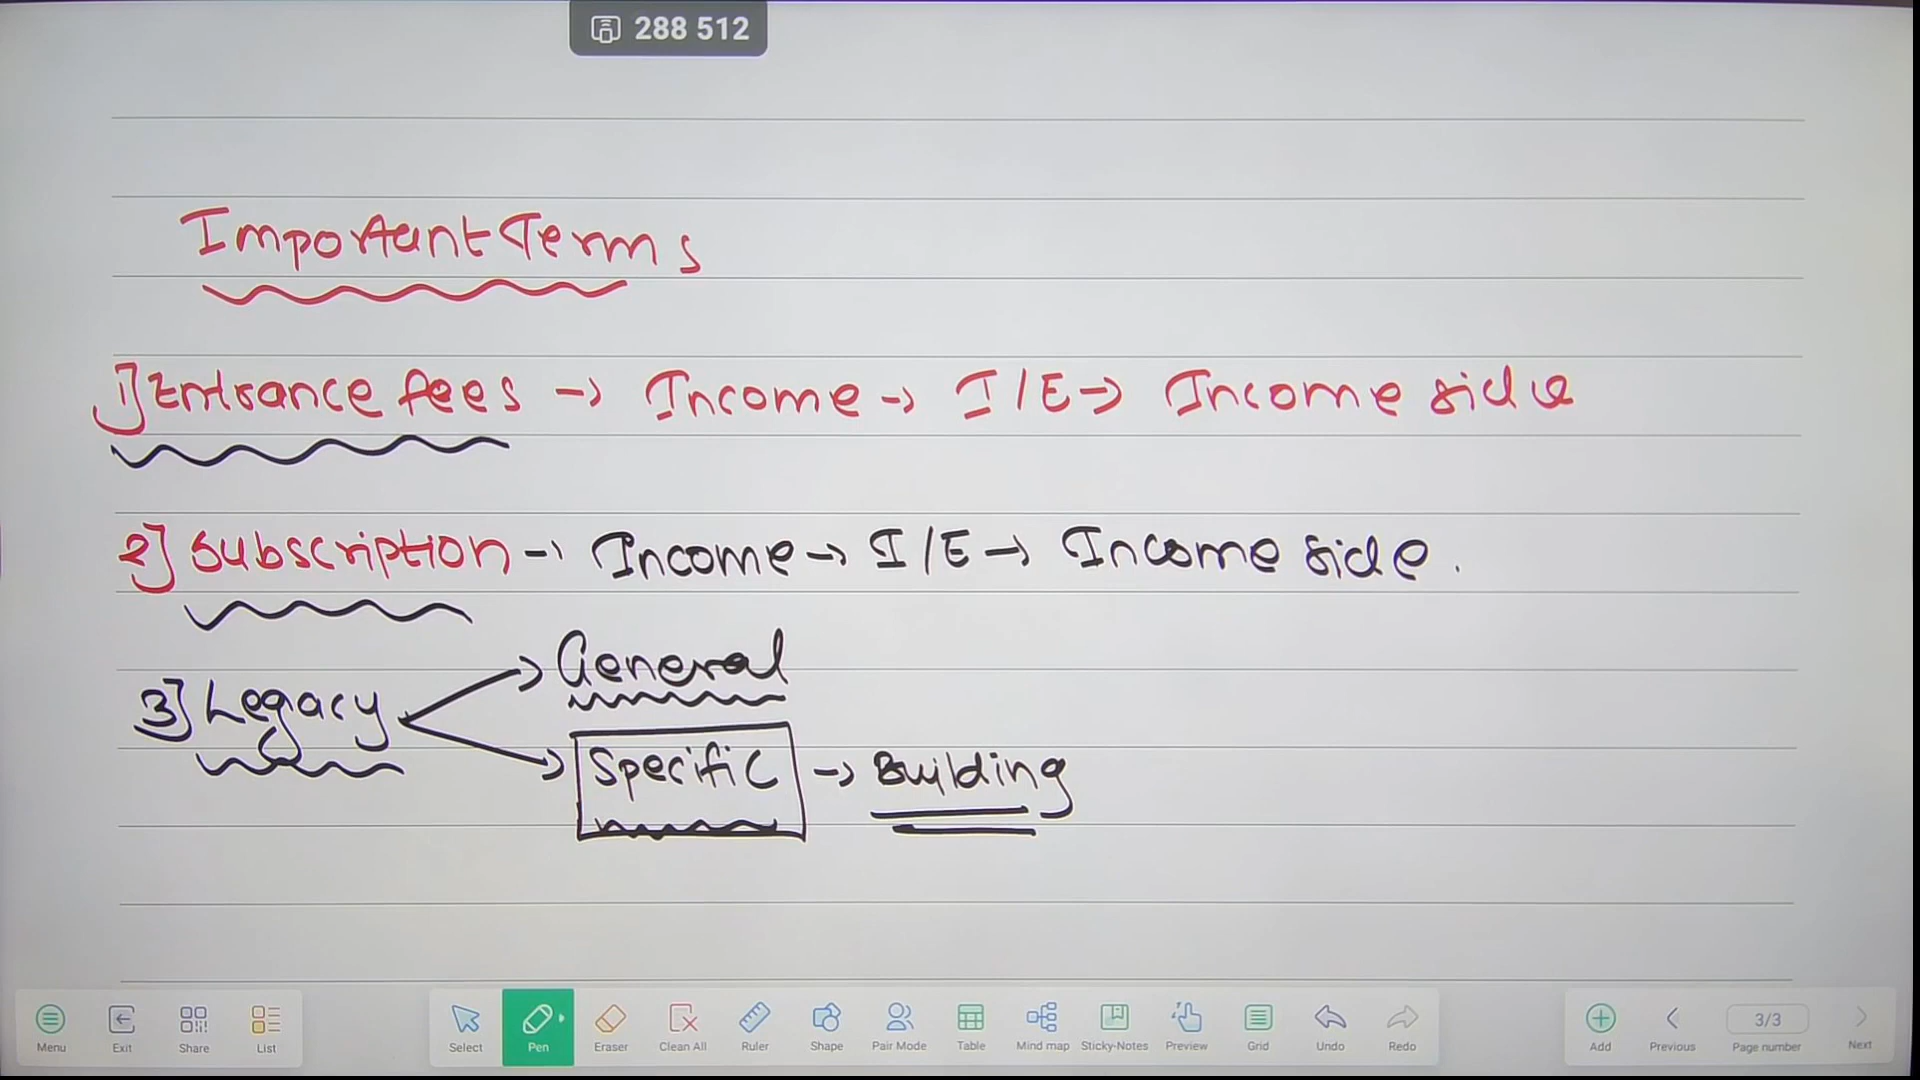 288 512
Important Terms
1] Entrance fees → Income → I/E → Income side
2] Subscription → Income → I/E → Income side.
3] Legacy → General
→ Specific → Building
Menu Exit Share List Select Pen Eraser Clean All Ruler Shape Pair Mode Table Mind map Sticky-Notes Preview Grid Undo Redo Add Previous 3/3 Page number Next